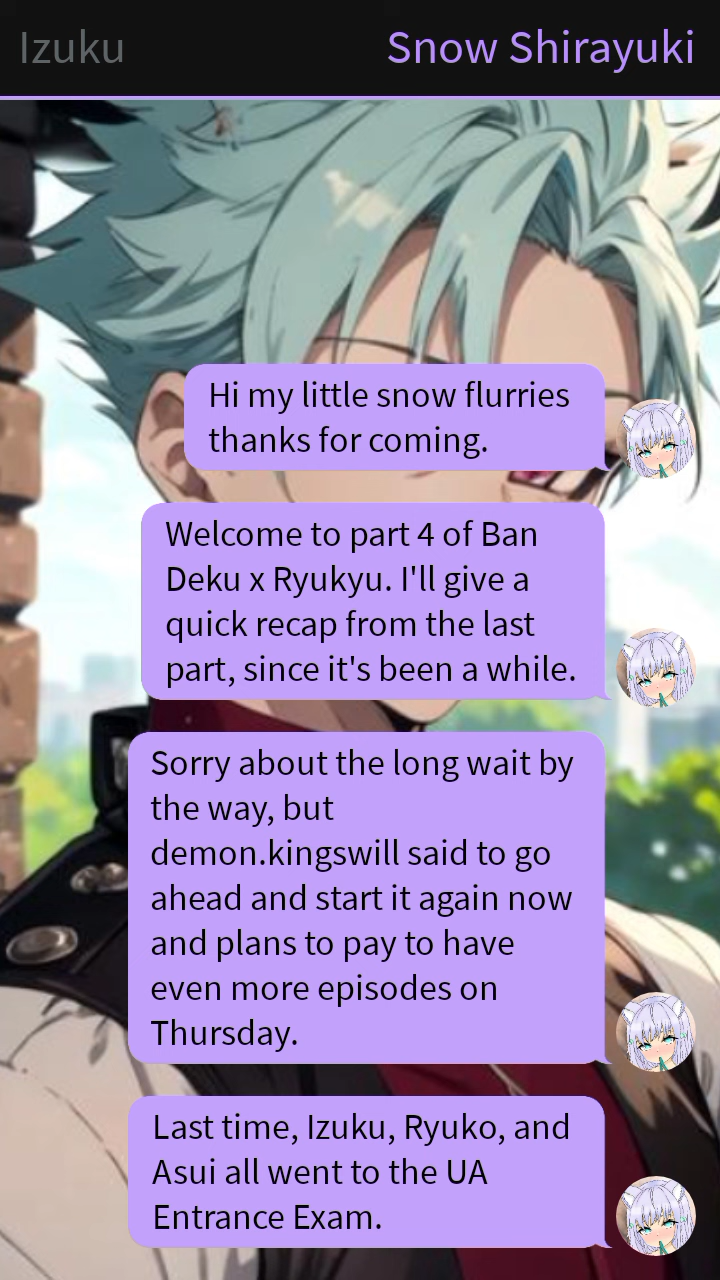 Izuku
Snow Shirayuki
Hi my little snow flurries
thanks for coming.
Welcome to part 4 of Ban
Deku x Ryukyu. I'll give a
quick recap from the last
part, since it's been a while.
Sorry about the long wait by
the way, but
demon.kingswill said to go
ahead and start it again now
and plans to pay to have
even more episodes on
Thursday.
Last time, Izuku, Ryuko, and
Asui all went to the UA
Entrance Exam.